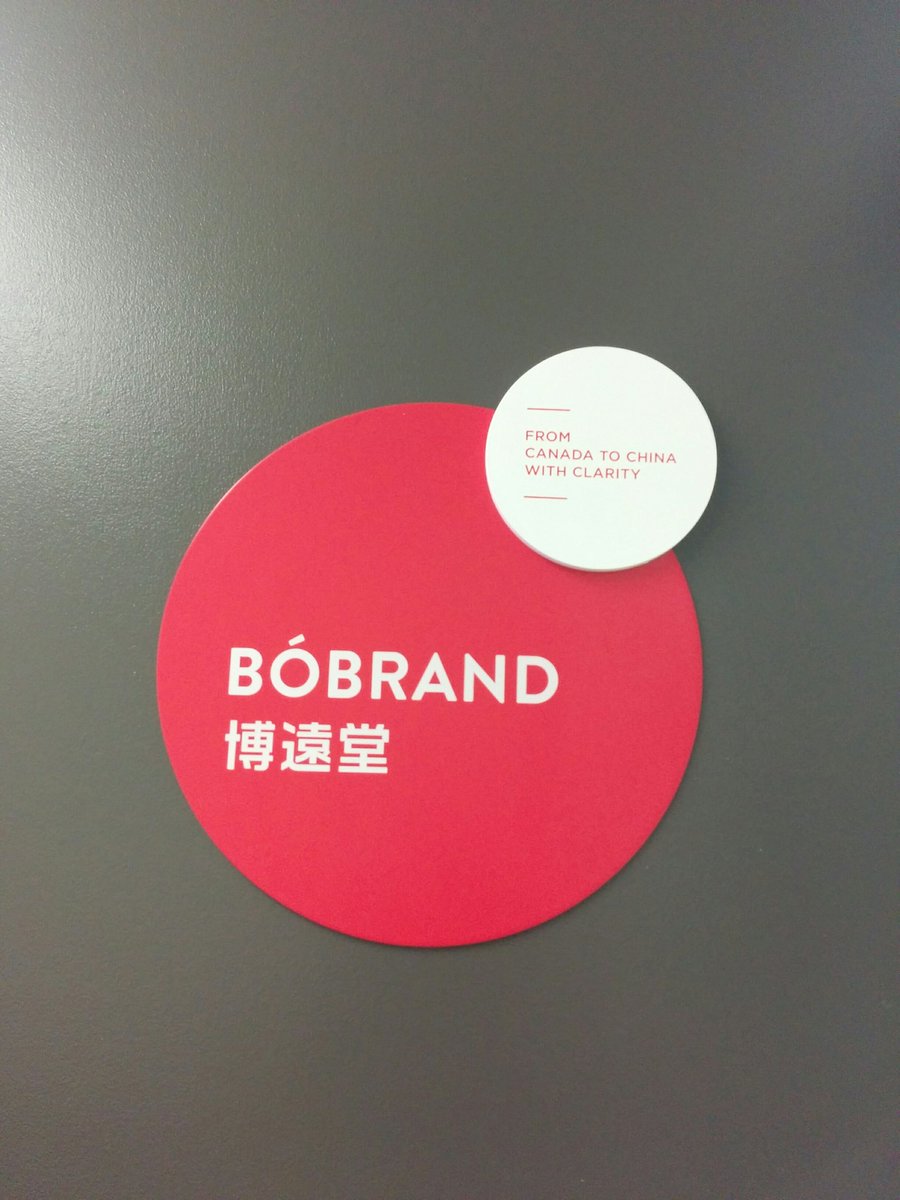 FROM
CANADA TO CHINA
WITH CLARITY
BÓBRAND
博遠堂